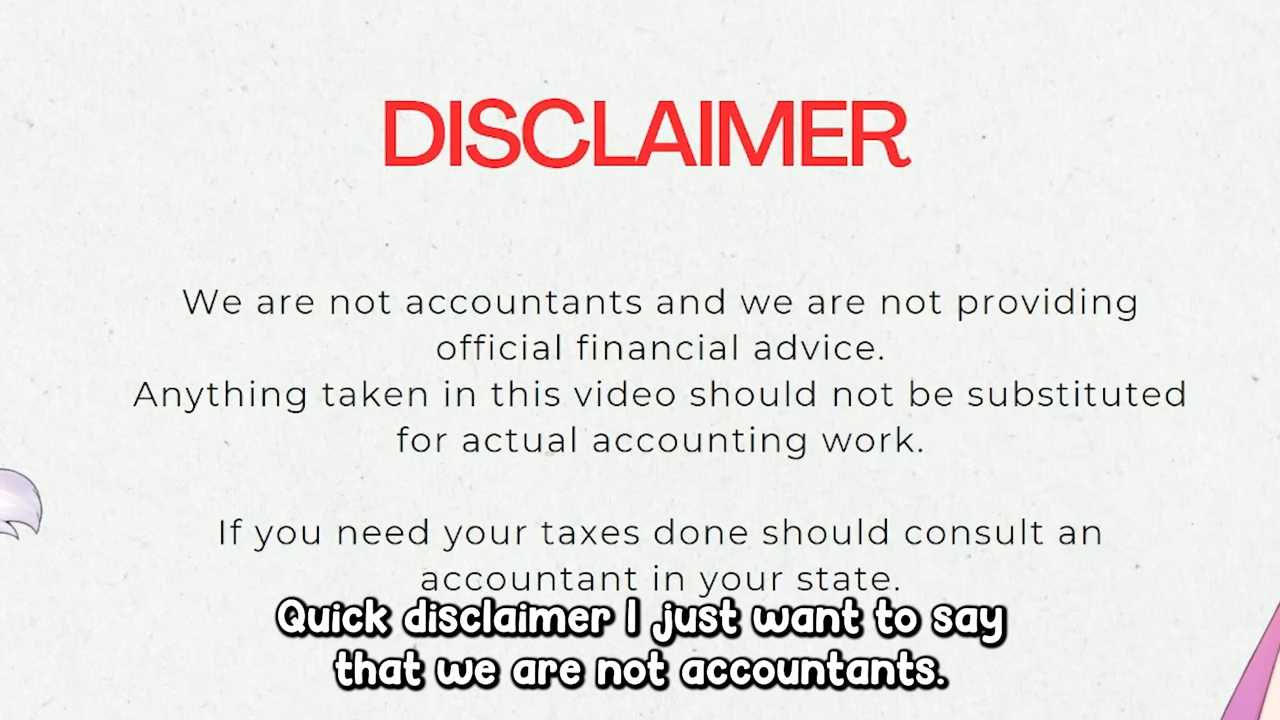 DISCLAIMER
We are not accountants and we are not providing
official financial advice.
Anything taken in this video should not be substituted
for actual accounting work.
If you need your taxes done should consult an
accountant in your state.
Quick disclaimer I just want to say
that we are not accountants.